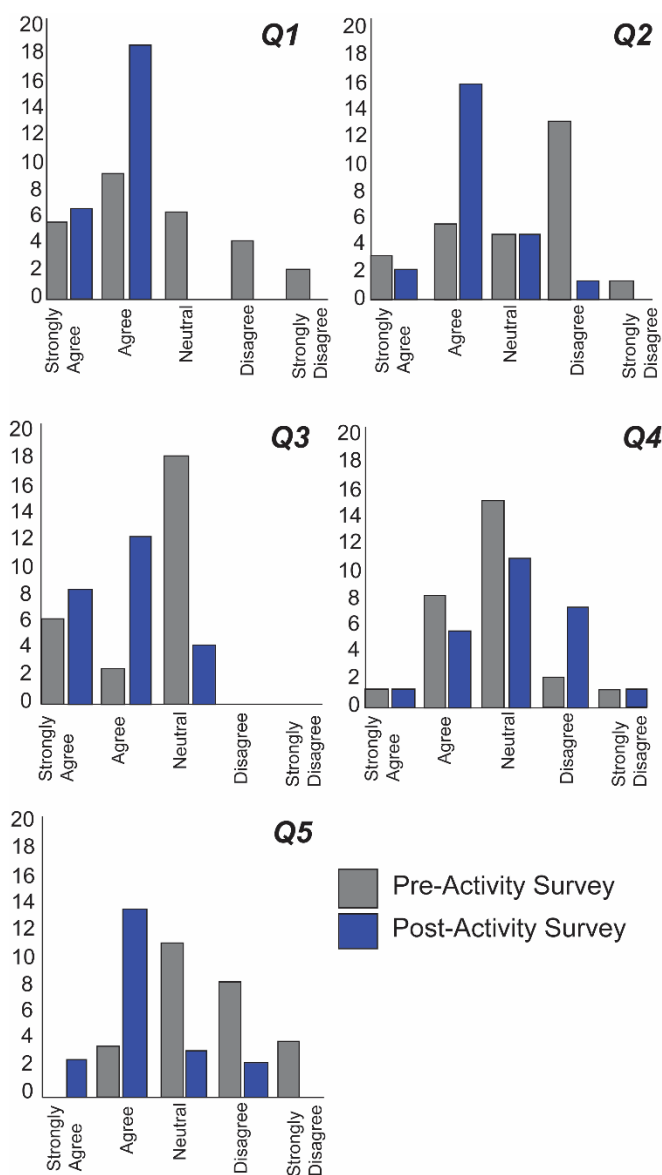 Q1
20
18
16
14
12
10
8
6
4
2
0
Strongly
Agree
Agree
Neutral
Disagree
Strongly
Disagree
Q2
20
18
16
14
12
10
8
6
4
2
0
Strongly
Agree
Agree
Neutral
Disagree
Strongly
Disagree
Q3
20
18
16
14
12
10
8
6
4
2
0
Strongly
Agree
Agree
Neutral
Disagree
Strongly
Disagree
Q4
20
18
16
14
12
10
8
6
4
2
0
Strongly
Agree
Agree
Neutral
Disagree
Strongly
Disagree
Q5
20
18
16
14
12
10
8
6
4
2
0
Strongly
Agree
Agree
Neutral
Disagree
Strongly
Disagree
Pre-Activity Survey
Post-Activity Survey